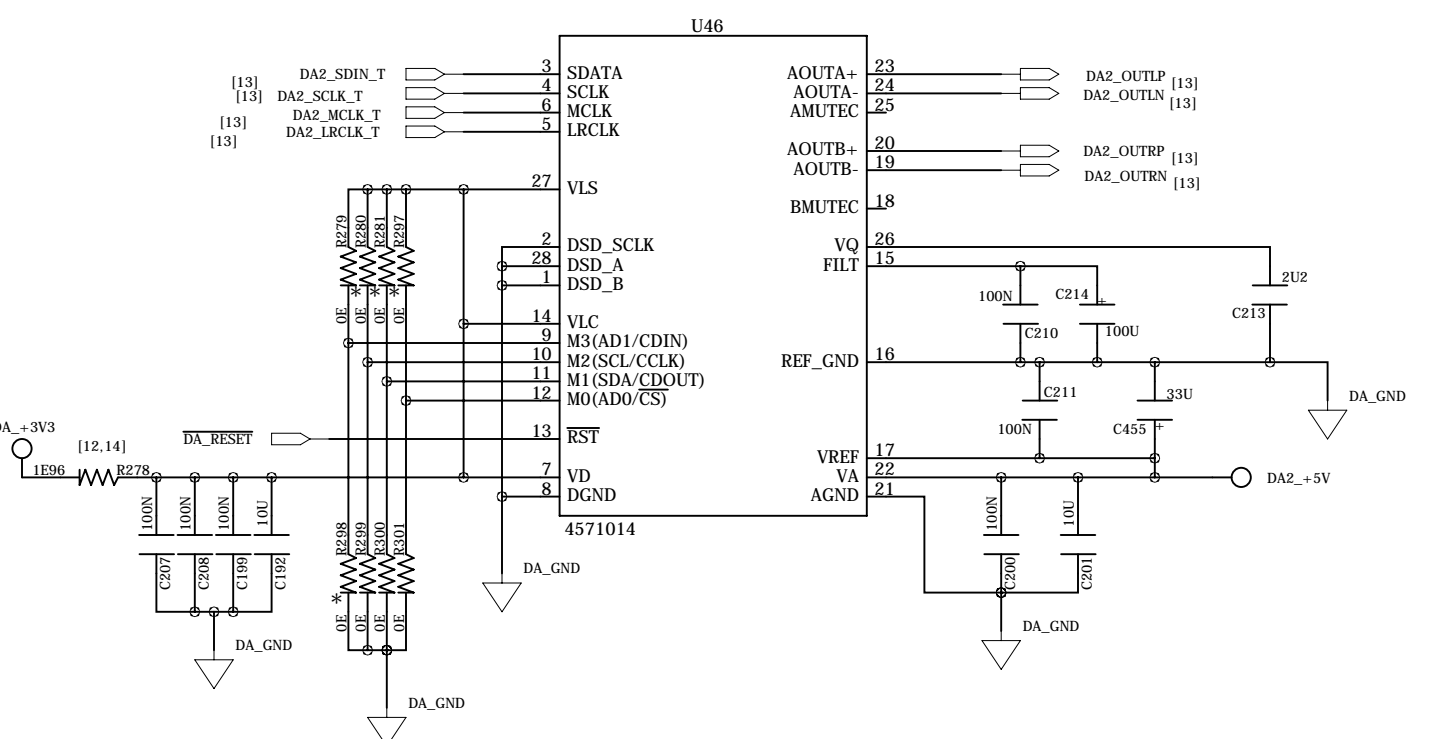 U46
DA2_SDIN_T
[13]
DA2_SCLK_T
[13]
DA2_MCLK_T
[13]
DA2_LRCLK_T
[13]
3 SDATA
4 SCLK
6 MCLK
5 LRCLK
27 VLS
2 DSD_SCLK
28 DSD_A
1 DSD_B
14 VLC
9 M3(AD1/CDIN)
10 M2(SCL/CCLK)
11 M1(SDA/CDOUT)
12 M0(AD0/CS)
13 RST
7 VD
8 DGND
4571014
AOUTA+ 23
AOUTA- 24
AMUTEC 25
AOUTB+ 20
AOUTB- 19
BMUTEC 18
VQ 26
FILT 15
REF_GND 16
VREF 17
VA 22
AGND 21
DA2_OUTLP [13]
DA2_OUTLN [13]
DA2_OUTRP [13]
DA2_OUTRN [13]
R279
R280
R281
R297
* * *
0E 0E 0E 0E
DA_RESET
[12,14]
DA_+3V3
1E96 R278
100N C207
100N C208
100N C199
10U C192
DA_GND
R298
R299
R300
R301
*
0E 0E 0E 0E
DA_GND
DA_GND
100N C210
C214 + 100U
2U2 C213
C211 100N
33U C455 +
DA_GND
DA2_+5V
100N C200
10U C201
DA_GND